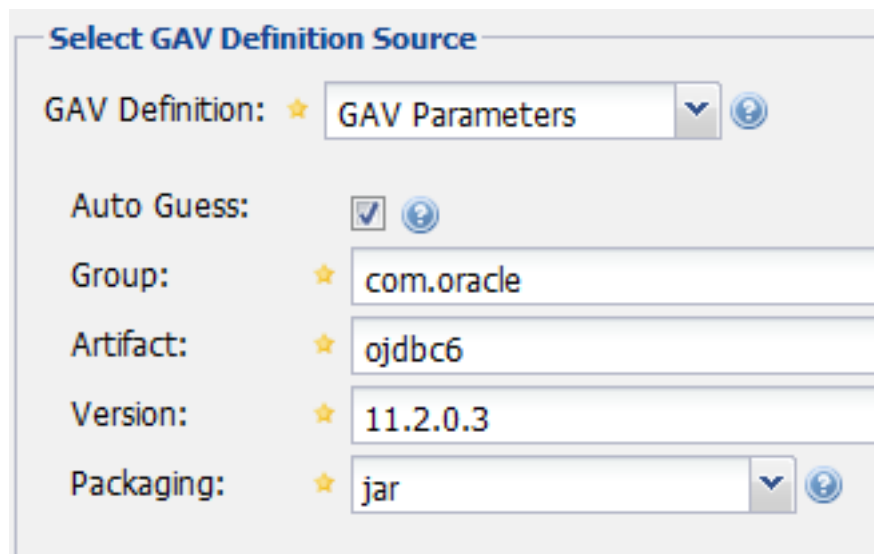 Select GAV Definition Source
GAV Definition: GAV Parameters
Auto Guess:
Group: com.oracle
Artifact: ojdbc6
Version: 11.2.0.3
Packaging: jar